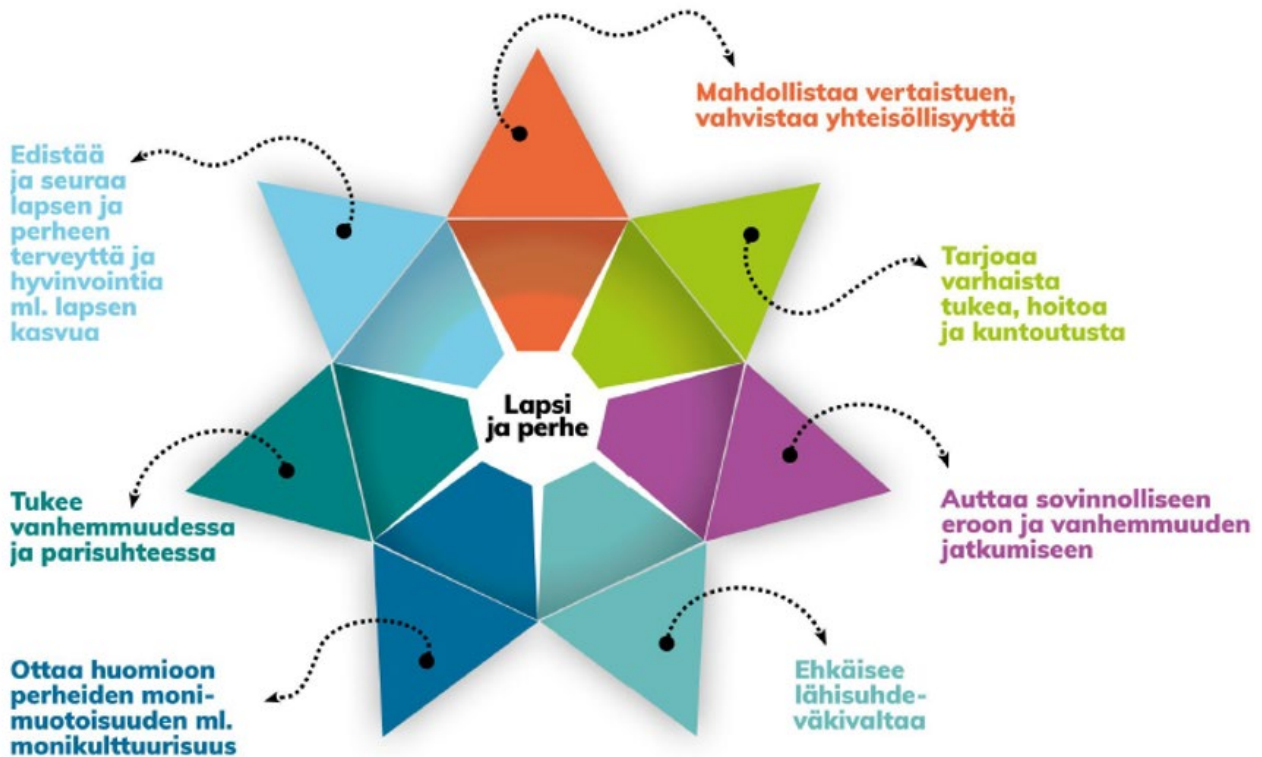 Mahdollistaa vertaistuen,
vahvistaa yhteisöllisyyttä
Edistää
ja seuraa
lapsen ja
perheen
terveyttä ja
hyvinvointia
ml. lapsen
kasvua
Tarjoaa
varhaista
tukea, hoitoa
ja kuntoutusta
Lapsi
ja perhe
Tukee
vanhemmuudessa
ja parisuhteessa
Auttaa sovinnolliseen
eroon ja vanhemmuuden
jatkumiseen
Ottaa huomioon
perheiden moni-
muotoisuuden ml.
monikulttuurisuus
Ehkäisee
lähisuhde-
väkivaltaa